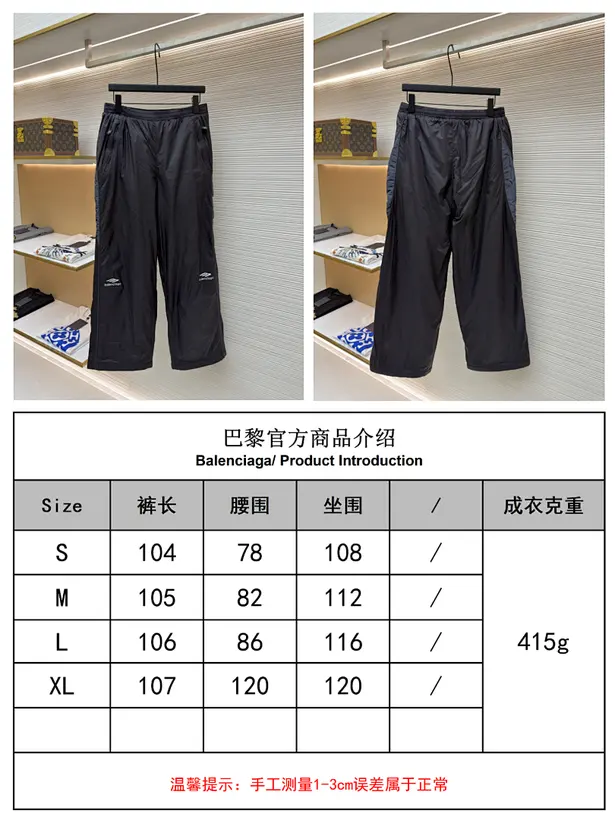 Balenciaga
巴黎官方商品介绍
Balenciaga/ Product Introduction
Size 裤长 腰围 坐围 / 成衣克重
S 104 78 108 /
M 105 82 112 /
L 106 86 116 /
XL 107 120 120 /
415g
温馨提示：手工测量1-3cm误差属于正常